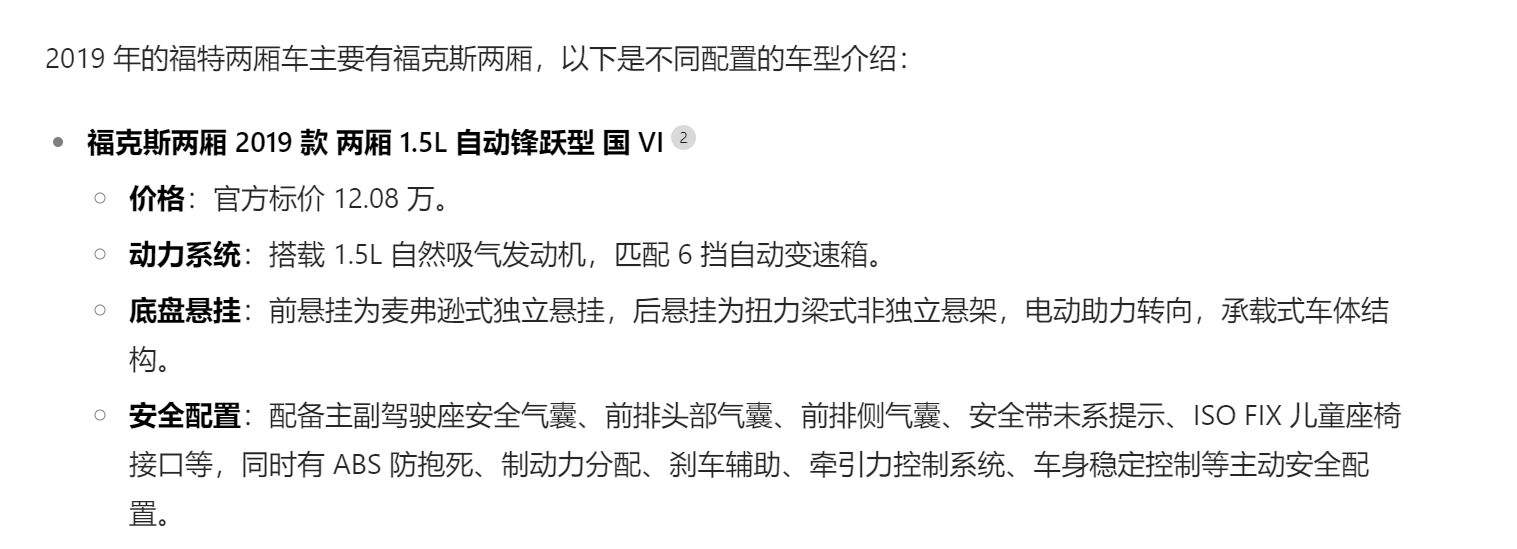 2019 年的福特两厢车主要有福克斯两厢，以下是不同配置的车型介绍：
福克斯两厢 2019 款 两厢 1.5L 自动锋跃型 国 VI 2
价格：官方标价 12.08 万。
动力系统：搭载 1.5L 自然吸气发动机，匹配 6 挡自动变速箱。
底盘悬挂：前悬挂为麦弗逊式独立悬挂，后悬挂为扭力梁式非独立悬架，电动助力转向，承载式车体结
构。
安全配置：配备主副驾驶座安全气囊、前排头部气囊、前排侧气囊、安全带未系提示、ISO FIX 儿童座椅
接口等，同时有 ABS 防抱死、制动力分配、刹车辅助、牵引力控制系统、车身稳定控制等主动安全配
置。